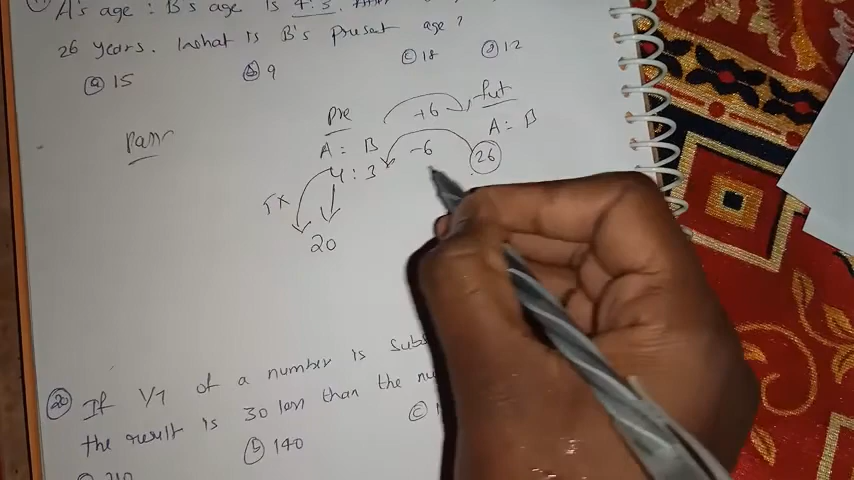 A's age : B's age is 4:3.
26 years. What is B's present age?
ⓐ 15 ⓑ 9 ⓒ 18 ⓓ 12
Pre +6 fut
A : B A : B
-6 26
4 : 3
5x
20
⑳ If 1/7 of a number is
the result is 30 less than the
ⓑ 140 ⓒ